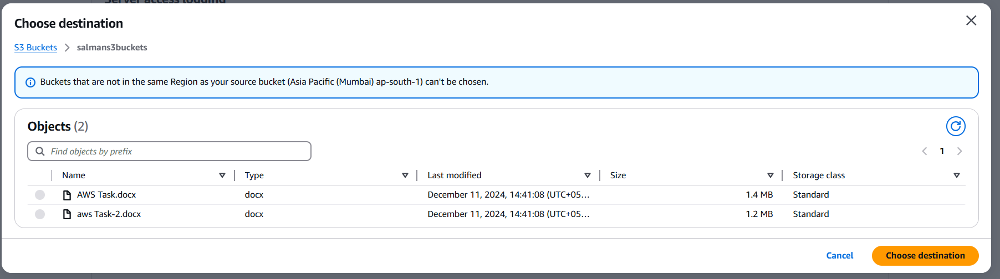 Server access logging
Choose destination
S3 Buckets > salmans3buckets
Buckets that are not in the same Region as your source bucket (Asia Pacific (Mumbai) ap-south-1) can't be chosen.
Objects (2)
Find objects by prefix
1
Name Type Last modified Size Storage class
AWS Task.docx docx December 11, 2024, 14:41:08 (UTC+05… 1.4 MB Standard
aws Task-2.docx docx December 11, 2024, 14:41:08 (UTC+05… 1.2 MB Standard
Cancel Choose destination